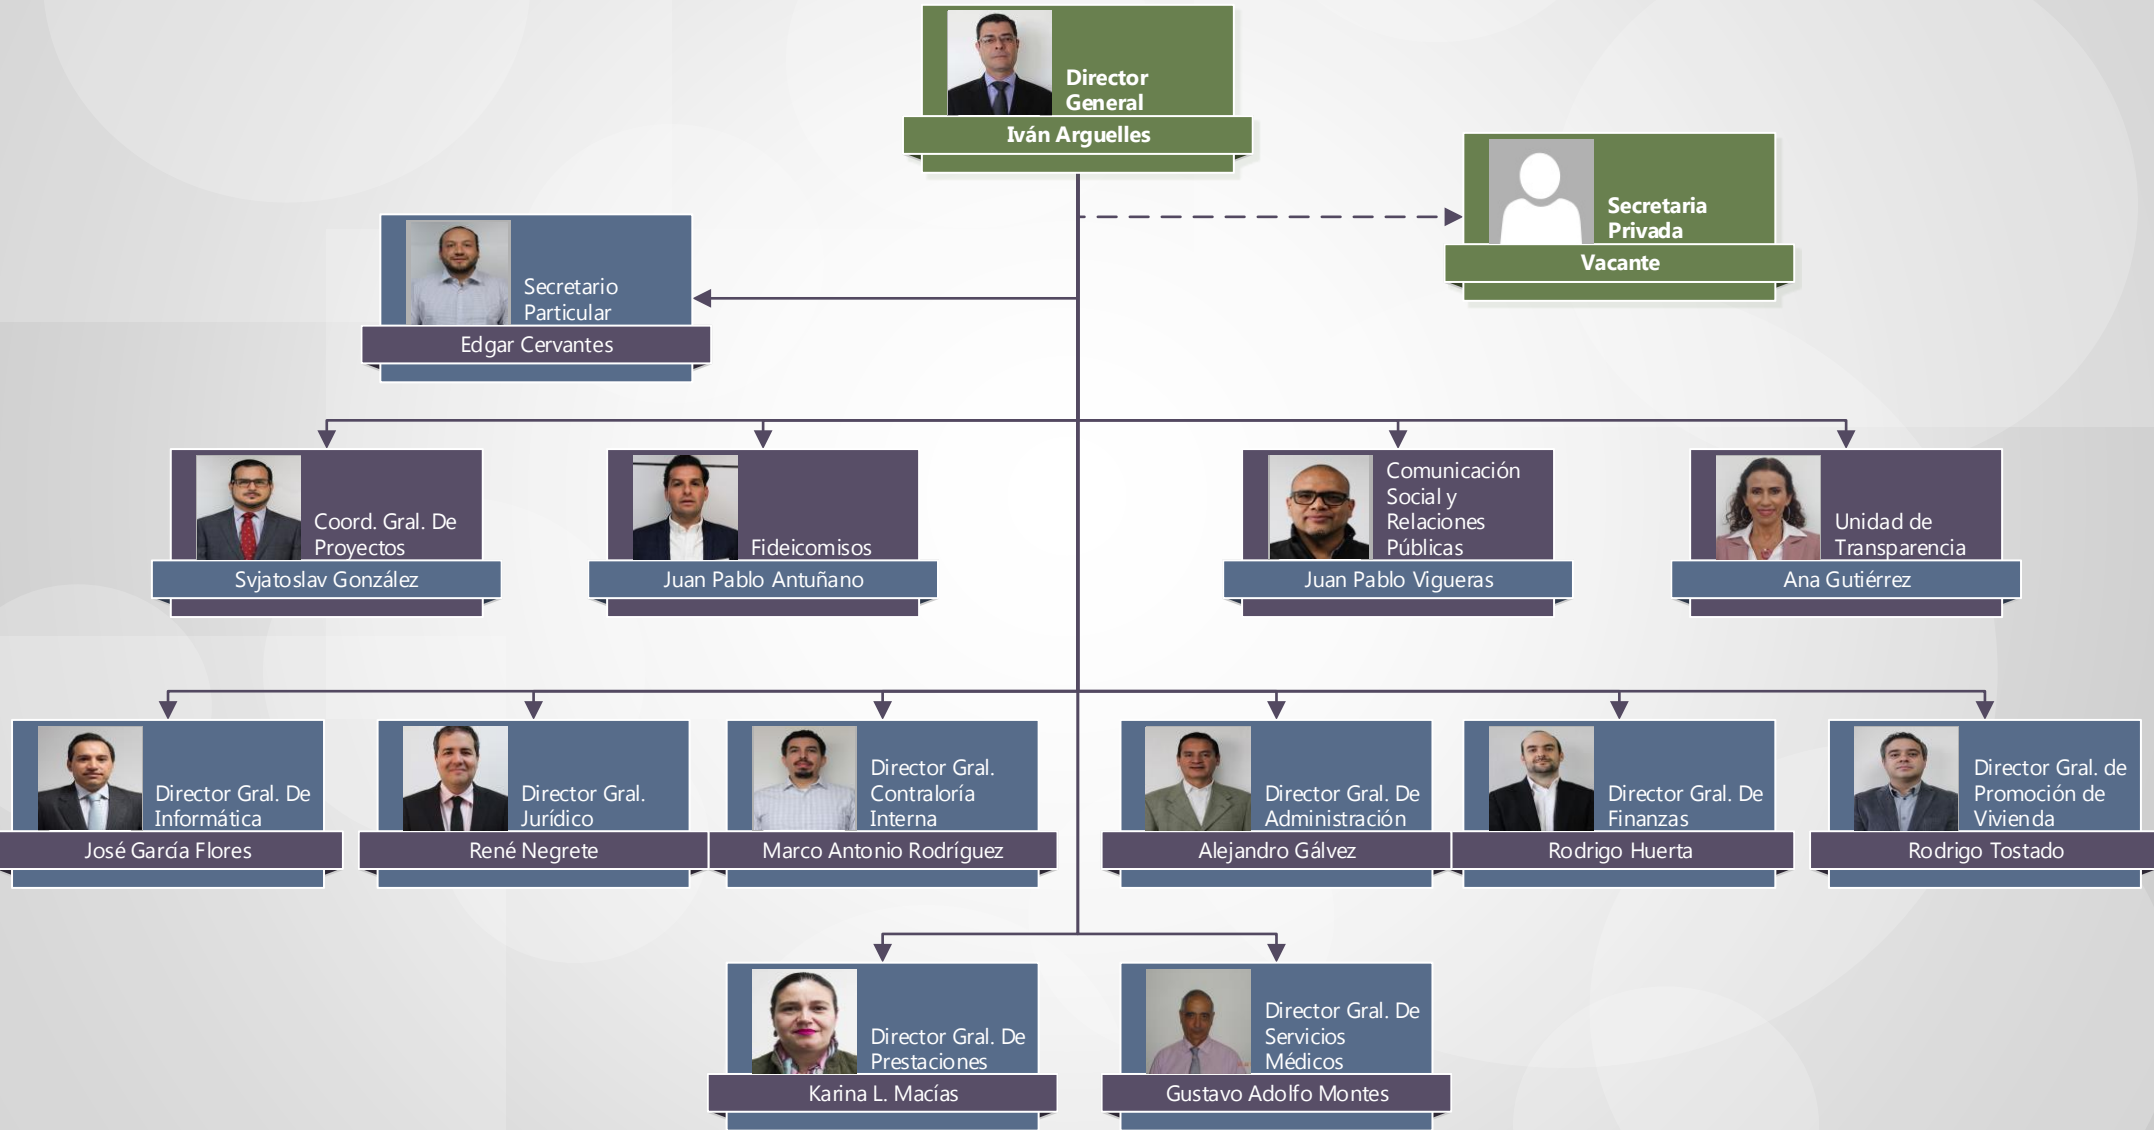 Director
General
Iván Arguelles
Secretaria
Privada
Vacante
Secretario
Particular
Edgar Cervantes
Coord. Gral. De
Proyectos
Svjatoslav González
Fideicomisos
Juan Pablo Antuñano
Comunicación
Social y
Relaciones
Públicas
Juan Pablo Vigueras
Unidad de
Transparencia
Ana Gutiérrez
Director Gral. De
Informática
José García Flores
Director Gral.
Jurídico
René Negrete
Director Gral.
Contraloría
Interna
Marco Antonio Rodríguez
Director Gral. De
Administración
Alejandro Gálvez
Director Gral. De
Finanzas
Rodrigo Huerta
Director Gral. de
Promoción de
Vivienda
Rodrigo Tostado
Director Gral. De
Prestaciones
Karina L. Macías
Director Gral. De
Servicios
Médicos
Gustavo Adolfo Montes